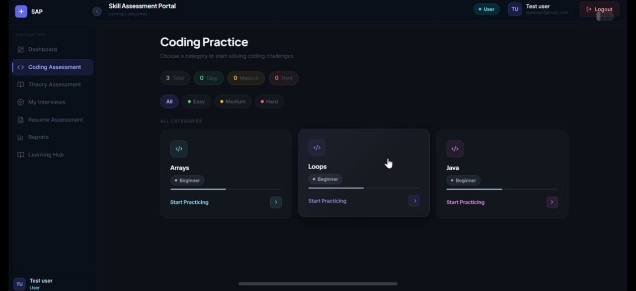 SAP
Skill Assessment Portal
User
TU
Test user
Logout
Dashboard
Coding Assessment
Theory Assessment
My Interviews
Resume Assessment
Reports
Learning Hub
Coding Practice
Choose a category to start solving coding challenges
3 Total
0 Easy
0 Medium
0 Hard
All
Easy
Medium
Hard
ALL CATEGORIES
</>
Arrays
Beginner
Start Practicing
</>
Loops
Beginner
Start Practicing
</>
Java
Beginner
Start Practicing
TU
Test user
User